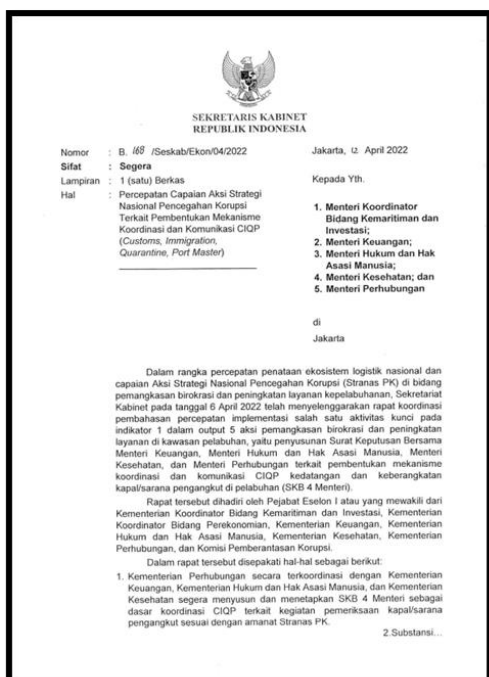 SEKRETARIS KABINET
REPUBLIK INDONESIA
Nomor : B. 168 /Seskab/Ekon/04/2022
Jakarta, 12 April 2022
Sifat : Segera
Lampiran : 1 (satu) Berkas
Kepada Yth.
Hal : Percepatan Capaian Aksi Strategi
Nasional Pencegahan Korupsi
Terkait Pembentukan Mekanisme
Koordinasi dan Komunikasi CIQP
(Customs, Immigration,
Quarantine, Port Master)
1. Menteri Koordinator
Bidang Kemaritiman dan
Investasi;
2. Menteri Keuangan;
3. Menteri Hukum dan Hak
Asasi Manusia;
4. Menteri Kesehatan; dan
5. Menteri Perhubungan
di
Jakarta
Dalam rangka percepatan penataan ekosistem logistik nasional dan
capaian Aksi Strategi Nasional Pencegahan Korupsi (Stranas PK) di bidang
pemangkasan birokrasi dan peningkatan layanan kepelabuhanan, Sekretariat
Kabinet pada tanggal 6 April 2022 telah menyelenggarakan rapat koordinasi
pembahasan percepatan implementasi salah satu aktivitas kunci pada
indikator 1 dalam output 5 aksi pemangkasan birokrasi dan peningkatan
layanan di kawasan pelabuhan, yaitu penyusunan Surat Keputusan Bersama
Menteri Keuangan, Menteri Hukum dan Hak Asasi Manusia, Menteri
Kesehatan, dan Menteri Perhubungan terkait pembentukan mekanisme
koordinasi dan komunikasi CIQP kedatangan dan keberangkatan
kapal/sarana pengangkut di pelabuhan (SKB 4 Menteri).
Rapat tersebut dihadiri oleh Pejabat Eselon I atau yang mewakili dari
Kementerian Koordinator Bidang Kemaritiman dan Investasi, Kementerian
Koordinator Bidang Perekonomian, Kementerian Keuangan, Kementerian
Hukum dan Hak Asasi Manusia, Kementerian Kesehatan, Kementerian
Perhubungan, dan Komisi Pemberantasan Korupsi.
Dalam rapat tersebut disepakati hal-hal sebagai berikut:
1. Kementerian Perhubungan secara terkoordinasi dengan Kementerian
Keuangan, Kementerian Hukum dan Hak Asasi Manusia, dan Kementerian
Kesehatan segera menyusun dan menetapkan SKB 4 Menteri sebagai
dasar koordinasi CIQP terkait kegiatan pemeriksaan kapal/sarana
pengangkut sesuai dengan amanat Stranas PK.
2.Substansi...